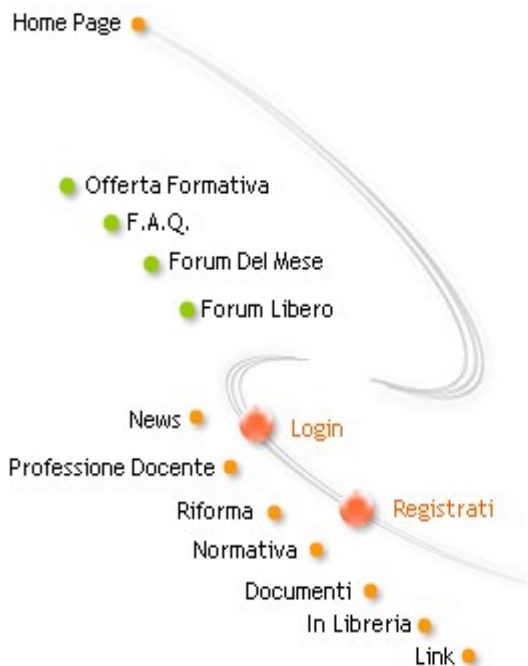 Home Page
Offerta Formativa
F.A.Q.
Forum Del Mese
Forum Libero
News
Login
Professione Docente
Riforma
Registrati
Normativa
Documenti
In Libreria
Link